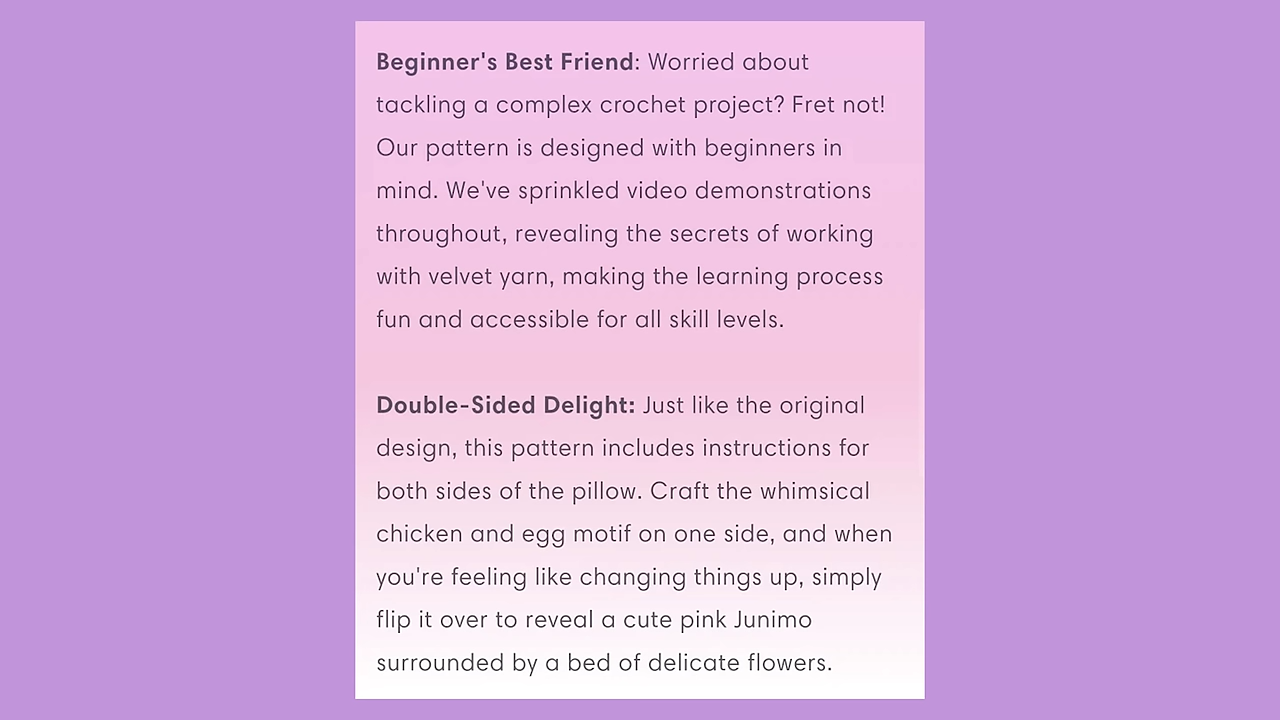 Beginner's Best Friend: Worried about
tackling a complex crochet project? Fret not!
Our pattern is designed with beginners in
mind. We've sprinkled video demonstrations
throughout, revealing the secrets of working
with velvet yarn, making the learning process
fun and accessible for all skill levels.
Double-Sided Delight: Just like the original
design, this pattern includes instructions for
both sides of the pillow. Craft the whimsical
chicken and egg motif on one side, and when
you're feeling like changing things up, simply
flip it over to reveal a cute pink Junimo
surrounded by a bed of delicate flowers.